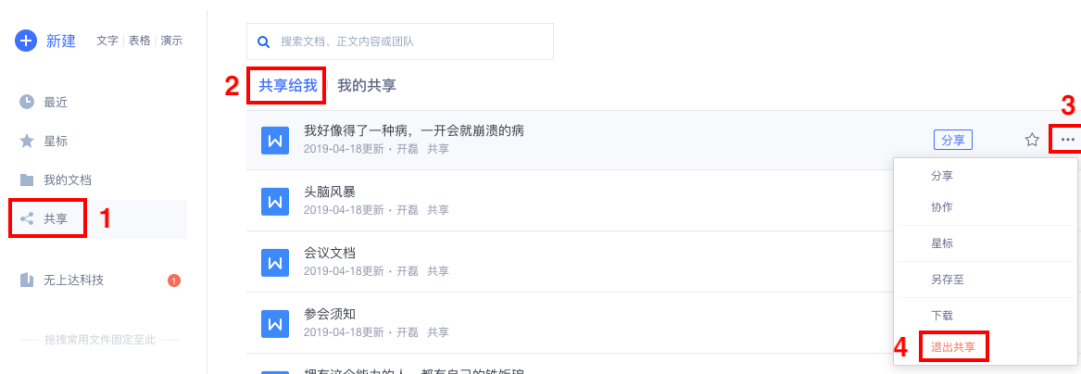 新建 文字 表格 演示
搜索文档、正文内容或团队
2 共享给我 我的共享
最近
3
我好像得了一种病，一开会就崩溃的病
2019-04-18更新・开磊 共享
分享
星标
分享
我的文档
头脑风暴
2019-04-18更新・开磊 共享
协作
共享 1
星标
会议文档
2019-04-18更新・开磊 共享
另存至
无上达科技 1
参会须知
2019-04-18更新・开磊 共享
下载
拖拽常用文件固定至此
4 退出共享